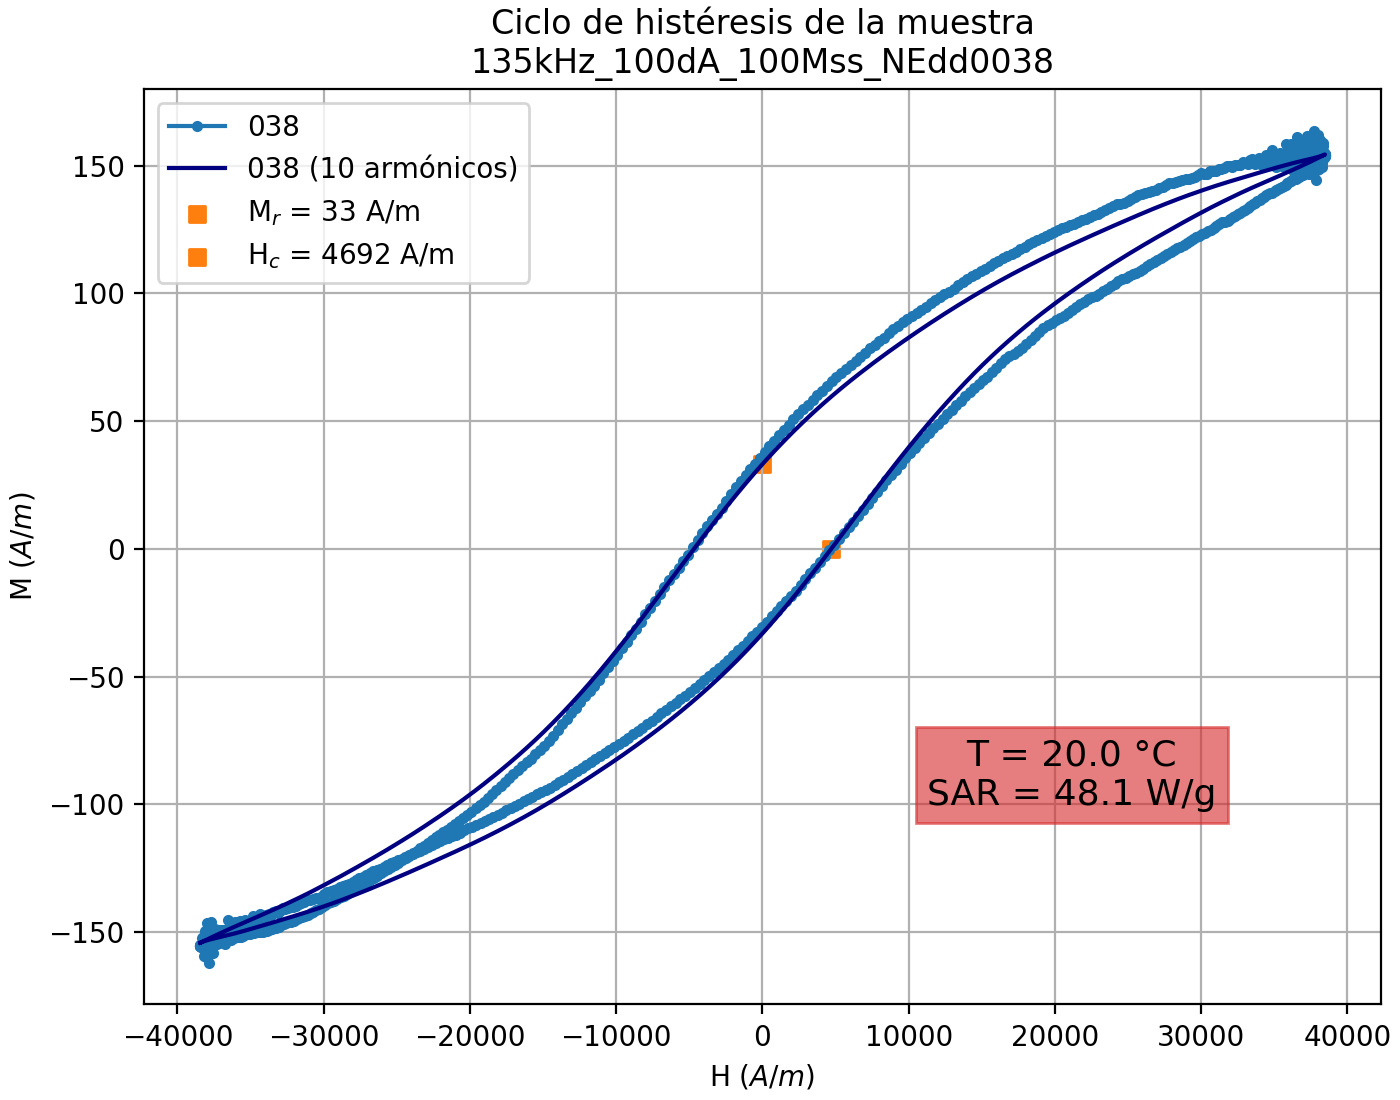 Ciclo de histéresis de la muestra
135kHz_100dA_100Mss_NEdd0038
038
038 (10 armónicos)
Mᵣ = 33 A/m
H꜀ = 4692 A/m
150
100
50
0
−50
−100
−150
M (A/m)
T = 20.0 °C
SAR = 48.1 W/g
−40000 −30000 −20000 −10000 0 10000 20000 30000 40000
H (A/m)